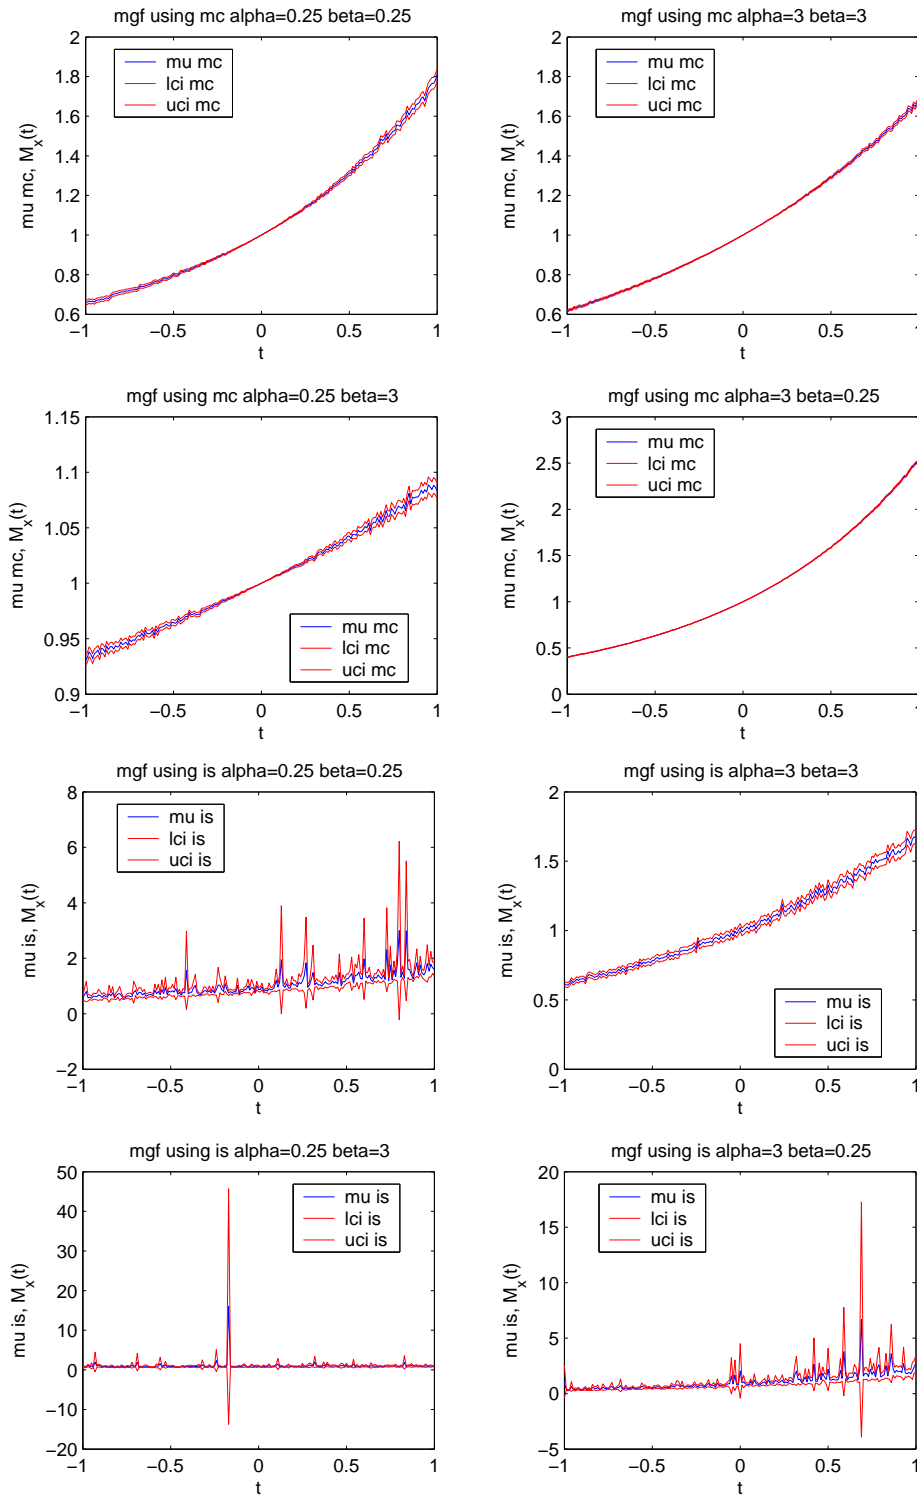 mgf using mc alpha=0.25 beta=0.25
2
1.8
1.6
1.4
1.2
1
0.8
0.6
mu mc, M_x(t)
mu mc
lci mc
uci mc
−1
−0.5
0
0.5
1
t
mgf using mc alpha=3 beta=3
2
1.8
1.6
1.4
1.2
1
0.8
0.6
mu mc, M_x(t)
mu mc
lci mc
uci mc
−1
−0.5
0
0.5
1
t
mgf using mc alpha=0.25 beta=3
1.15
1.1
1.05
1
0.95
0.9
mu mc, M_x(t)
mu mc
lci mc
uci mc
−1
−0.5
0
0.5
1
t
mgf using mc alpha=3 beta=0.25
3
2.5
2
1.5
1
0.5
0
mu mc, M_x(t)
mu mc
lci mc
uci mc
−1
−0.5
0
0.5
1
t
mgf using is alpha=0.25 beta=0.25
8
6
4
2
0
−2
mu is, M_x(t)
mu is
lci is
uci is
−1
−0.5
0
0.5
1
t
mgf using is alpha=3 beta=3
2
1.5
1
0.5
0
mu is, M_x(t)
mu is
lci is
uci is
−1
−0.5
0
0.5
1
t
mgf using is alpha=0.25 beta=3
50
40
30
20
10
0
−10
−20
mu is, M_x(t)
mu is
lci is
uci is
−1
−0.5
0
0.5
1
t
mgf using is alpha=3 beta=0.25
20
15
10
5
0
−5
mu is, M_x(t)
mu is
lci is
uci is
−1
−0.5
0
0.5
1
t